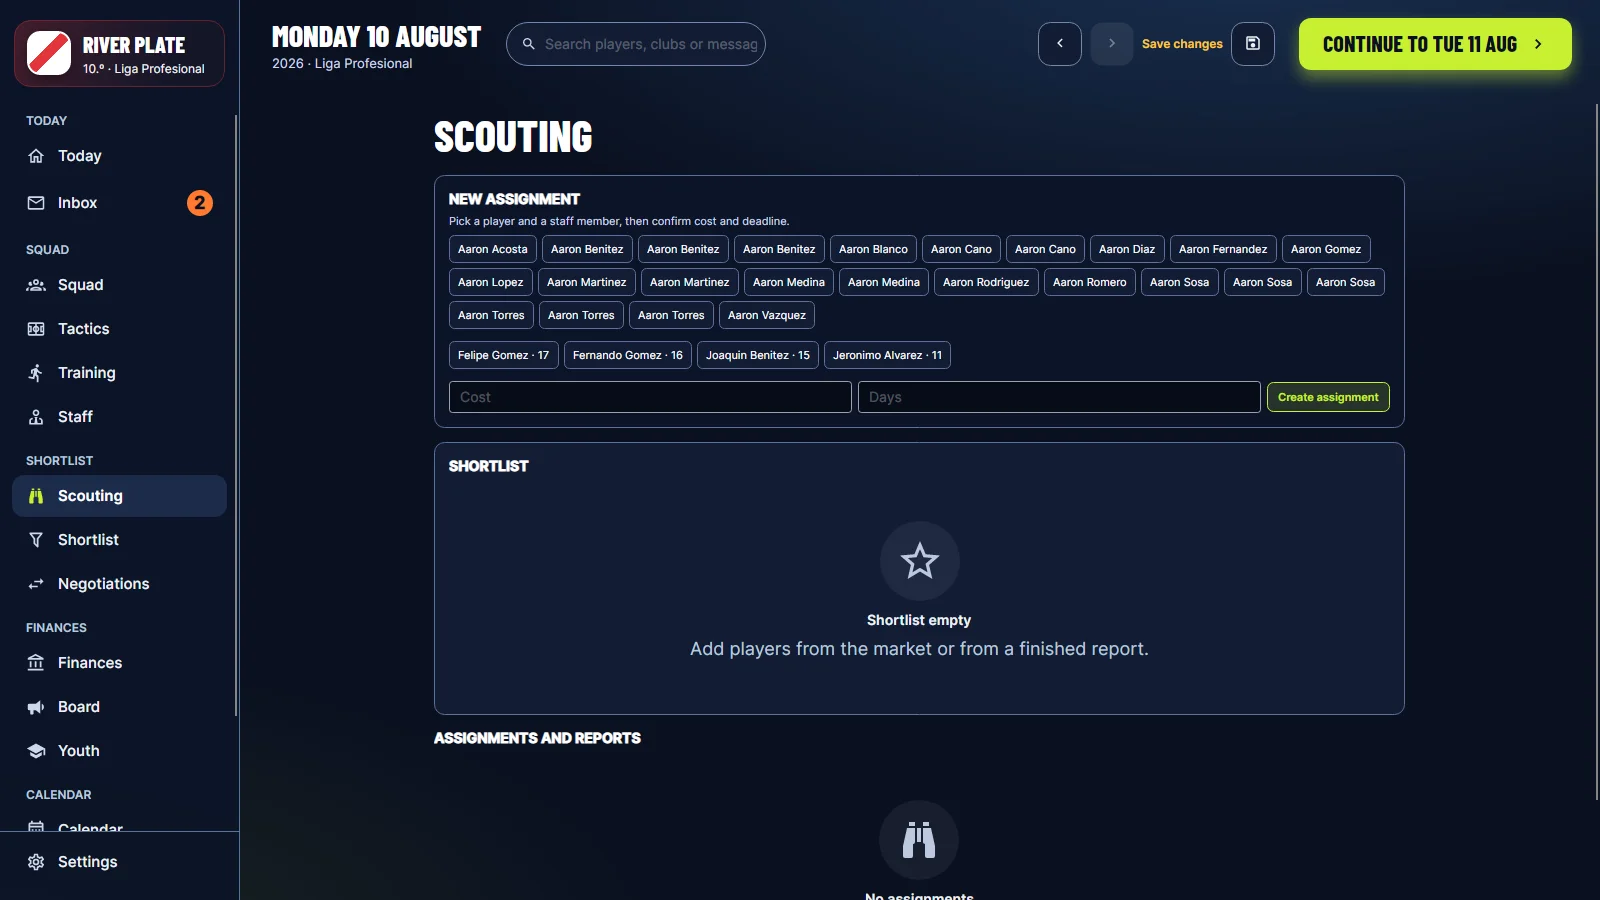 RIVER PLATE
10.º · Liga Profesional
TODAY
Today
Inbox
2
SQUAD
Squad
Tactics
Training
Staff
SHORTLIST
Scouting
Shortlist
Negotiations
FINANCES
Finances
Board
Youth
CALENDAR
Calendar
Settings
MONDAY 10 AUGUST
2026 · Liga Profesional
Search players, clubs or messag
Save changes
CONTINUE TO TUE 11 AUG
SCOUTING
NEW ASSIGNMENT
Pick a player and a staff member, then confirm cost and deadline.
Aaron Acosta Aaron Benitez Aaron Benitez Aaron Benitez Aaron Blanco Aaron Cano Aaron Cano Aaron Diaz Aaron Fernandez Aaron Gomez
Aaron Lopez Aaron Martinez Aaron Martinez Aaron Medina Aaron Medina Aaron Rodriguez Aaron Romero Aaron Sosa Aaron Sosa Aaron Sosa
Aaron Torres Aaron Torres Aaron Torres Aaron Vazquez
Felipe Gomez · 17 Fernando Gomez · 16 Joaquin Benitez · 15 Jeronimo Alvarez · 11
Cost Days Create assignment
SHORTLIST
Shortlist empty
Add players from the market or from a finished report.
ASSIGNMENTS AND REPORTS
No assignments